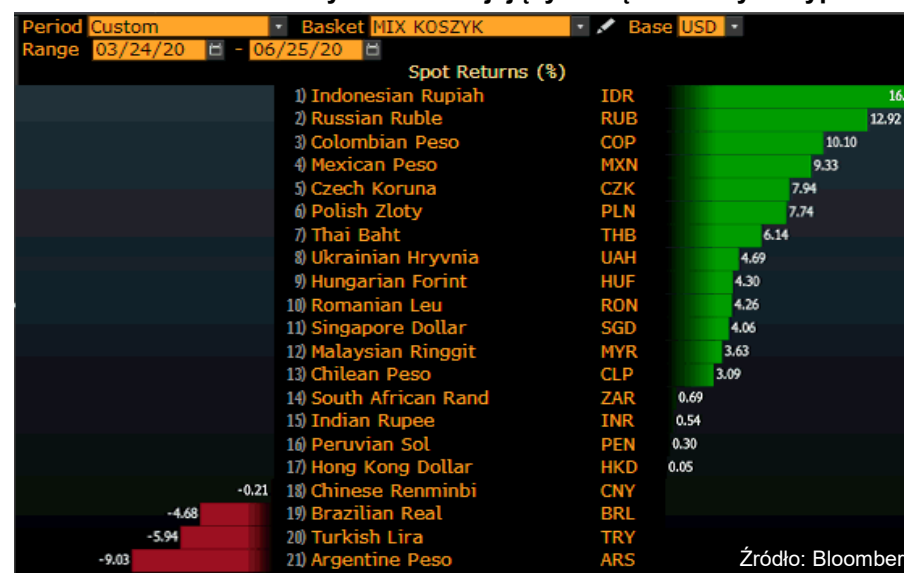 Period Custom Basket MIX KOSZYK Base USD
Range 03/24/20 - 06/25/20
Spot Returns (%)
1) Indonesian Rupiah IDR 16.
2) Russian Ruble RUB 12.92
3) Colombian Peso COP 10.10
4) Mexican Peso MXN 9.33
5) Czech Koruna CZK 7.94
6) Polish Zloty PLN 7.74
7) Thai Baht THB 6.14
8) Ukrainian Hryvnia UAH 4.69
9) Hungarian Forint HUF 4.30
10) Romanian Leu RON 4.26
11) Singapore Dollar SGD 4.06
12) Malaysian Ringgit MYR 3.63
13) Chilean Peso CLP 3.09
14) South African Rand ZAR 0.69
15) Indian Rupee INR 0.54
16) Peruvian Sol PEN 0.30
17) Hong Kong Dollar HKD 0.05
-0.21 18) Chinese Renminbi CNY
-4.68 19) Brazilian Real BRL
-5.94 20) Turkish Lira TRY
-9.03 21) Argentine Peso ARS
Źródło: Bloomber